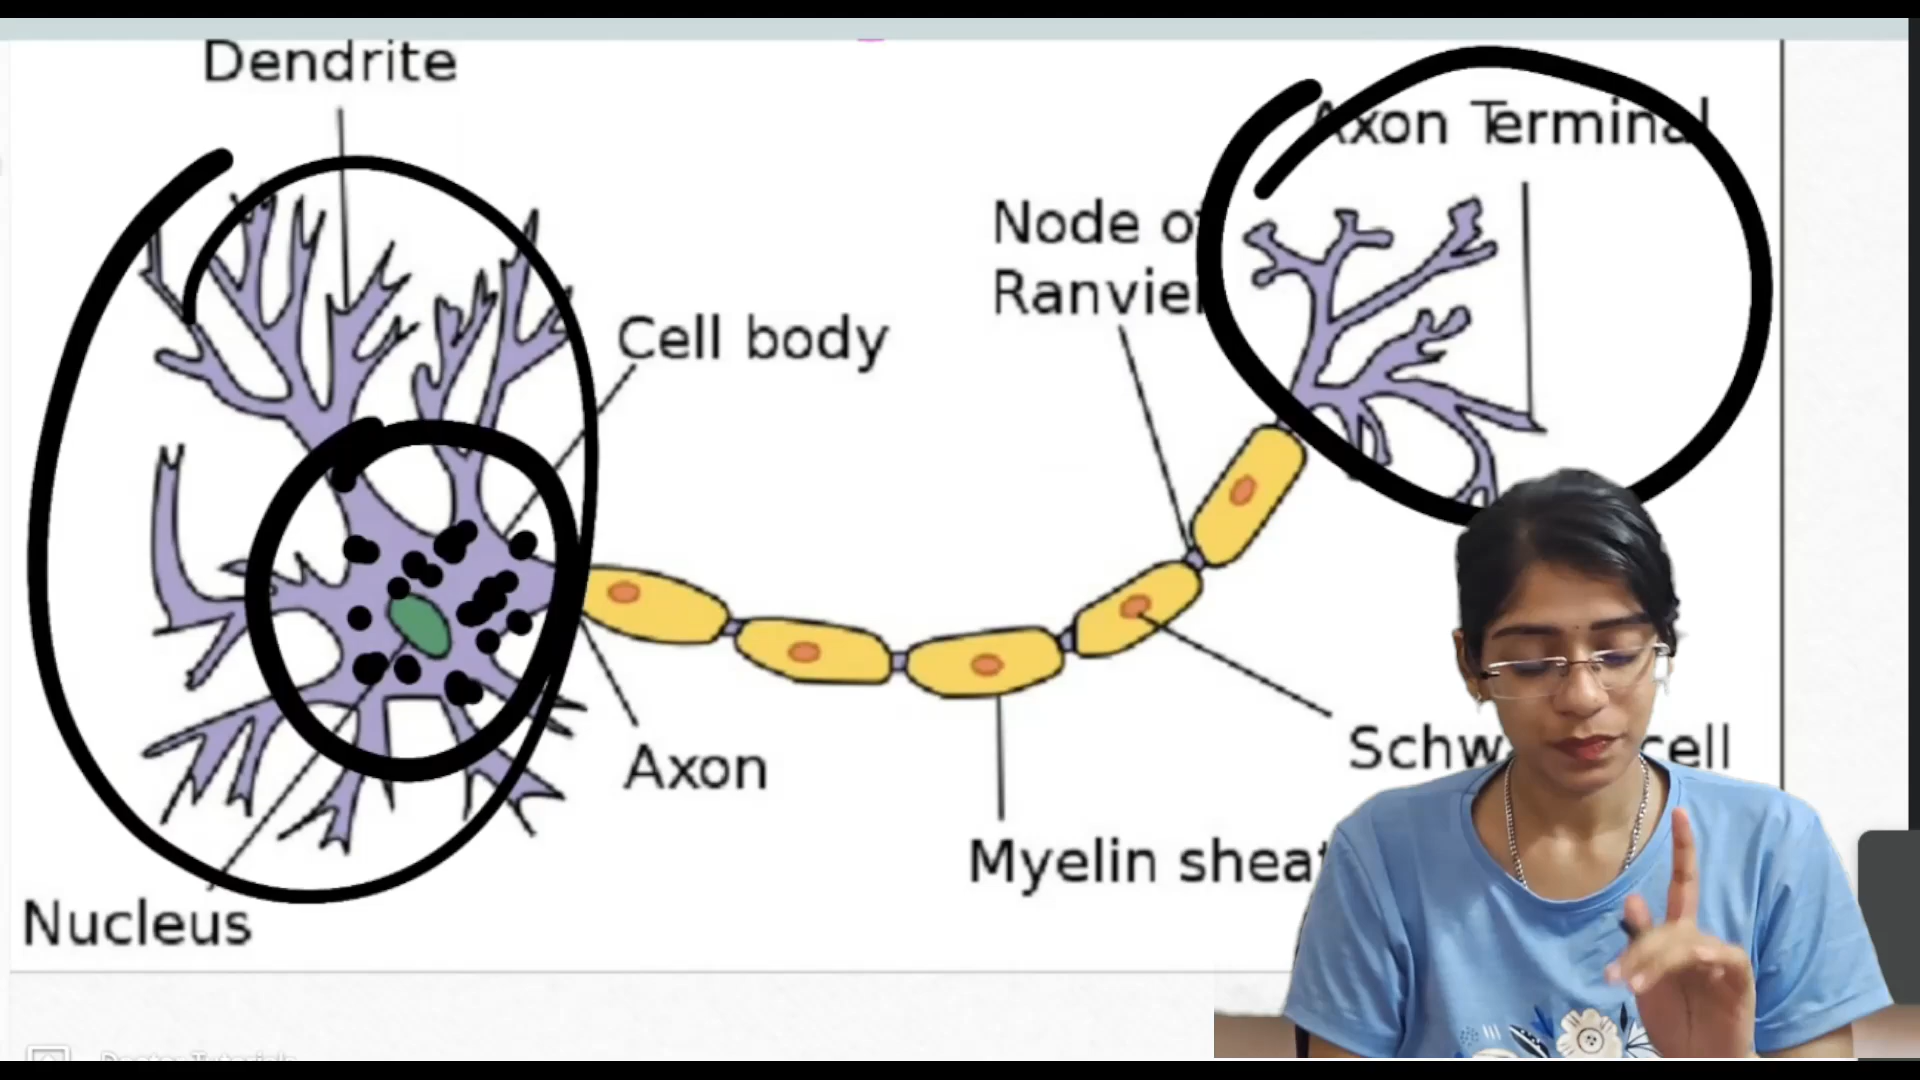 Dendrite
Axon Terminal
Node of
Ranvier
Cell body
Axon
Schw cell
Myelin sheat
Nucleus